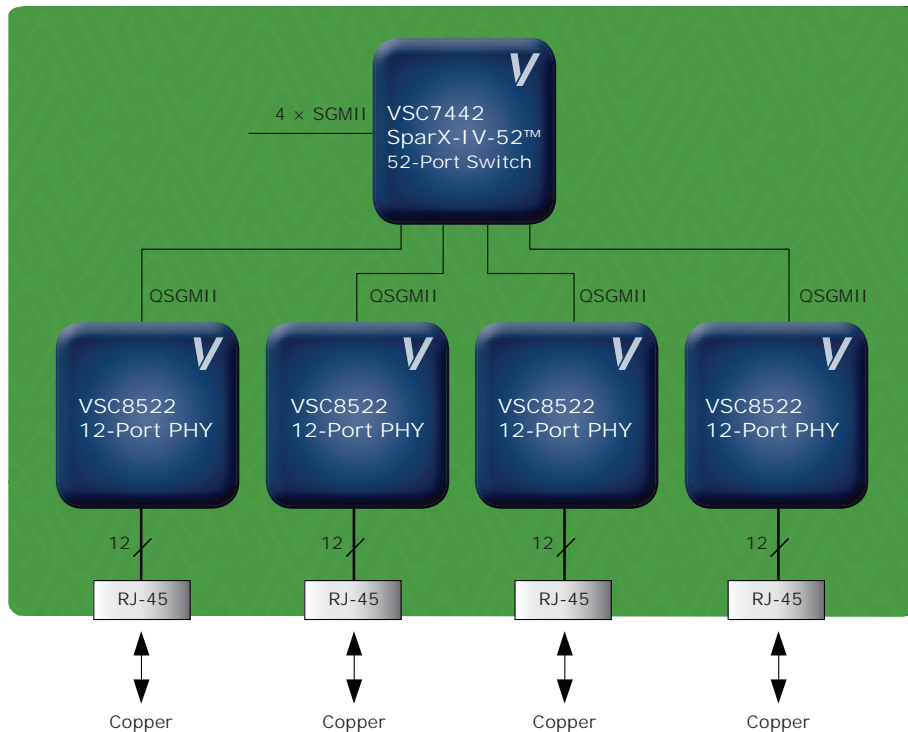 V
4 × SGMII
VSC7442
SparX-IV-52™
52-Port Switch
QSGMII
QSGMII
QSGMII
QSGMII
V
V
V
V
VSC8522
12-Port PHY
VSC8522
12-Port PHY
VSC8522
12-Port PHY
VSC8522
12-Port PHY
12
12
12
12
RJ-45
RJ-45
RJ-45
RJ-45
Copper
Copper
Copper
Copper